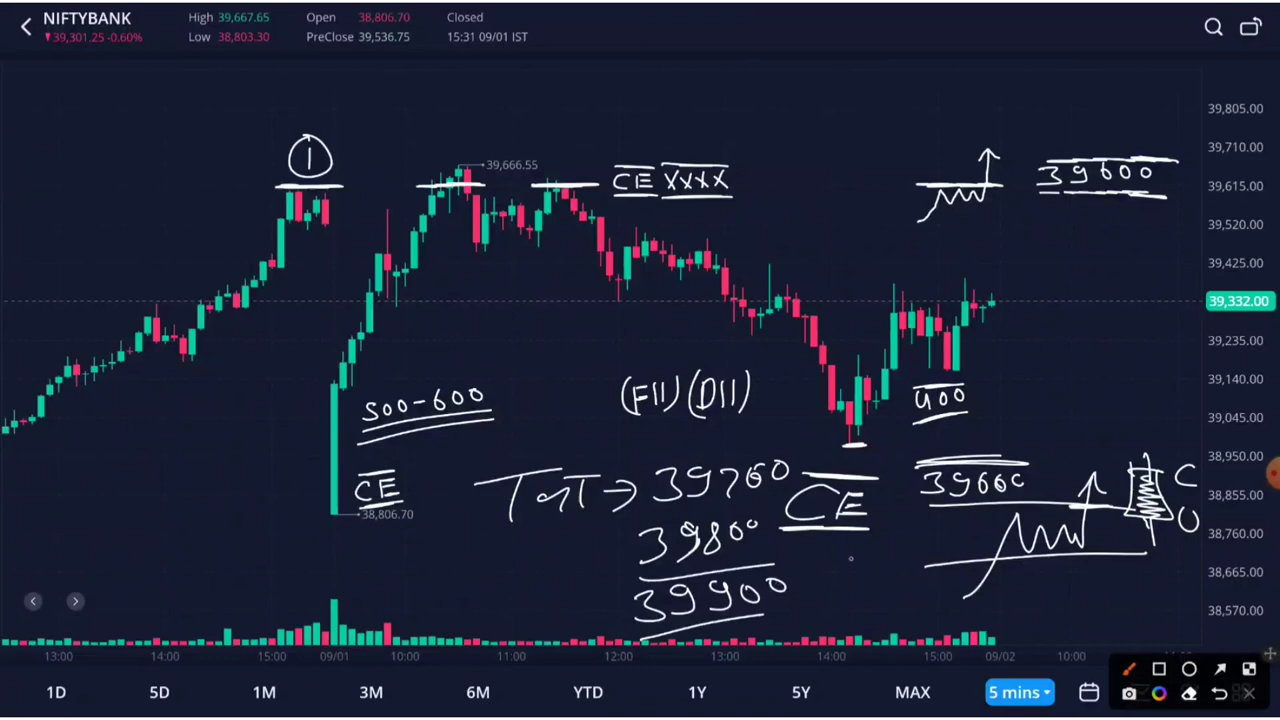 NIFTYBANK
▼39,301.25 -0.60%
High 39,667.65
Low 38,803.30
Open 38,806.70
PreClose 39,536.75
Closed
15:31 09/01 IST
39,805.00
39,710.00
39,615.00
39,520.00
39,425.00
39,332.00
39,235.00
39,140.00
39,045.00
38,950.00
38,855.00
38,760.00
38,665.00
38,570.00
1
39,666.55
CE XXXX
39600
500-600
(FII) (DII)
400
CE
38,806.70
TGT → 39760
39800
39900
CE
39660
C
O
13:00 14:00 15:00 09/01 10:00 11:00 12:00 13:00 14:00 15:00 09/02 10:00
1D 5D 1M 3M 6M YTD 1Y 5Y MAX 5 mins